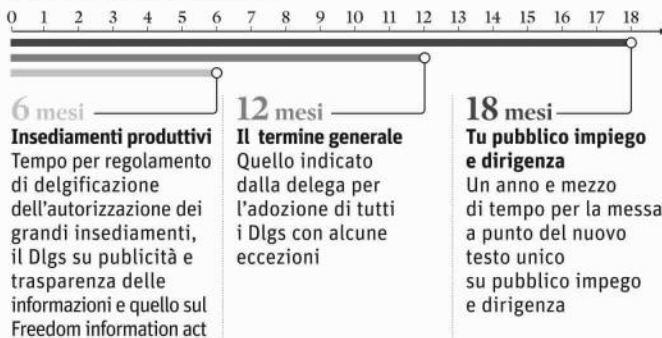 0 1 2 3 4 5 6 7 8 9 10 11 12 13 14 15 16 17 18
6 mesi
Insediamenti produttivi
Tempo per regolamento
di delgificazione
dell'autorizzazione dei
grandi insediamenti,
il Dlgs su publicità e
trasparenza delle
informazioni e quello sul
Freedom information act
12 mesi
Il termine generale
Quello indicato
dalla delega per
l'adozione di tutti
i Dlgs con alcune
eccezioni
18 mesi
Tu pubblico impiego
e dirigenza
Un anno e mezzo
di tempo per la messa
a punto del nuovo
testo unico
su pubblico impego
e dirigenza